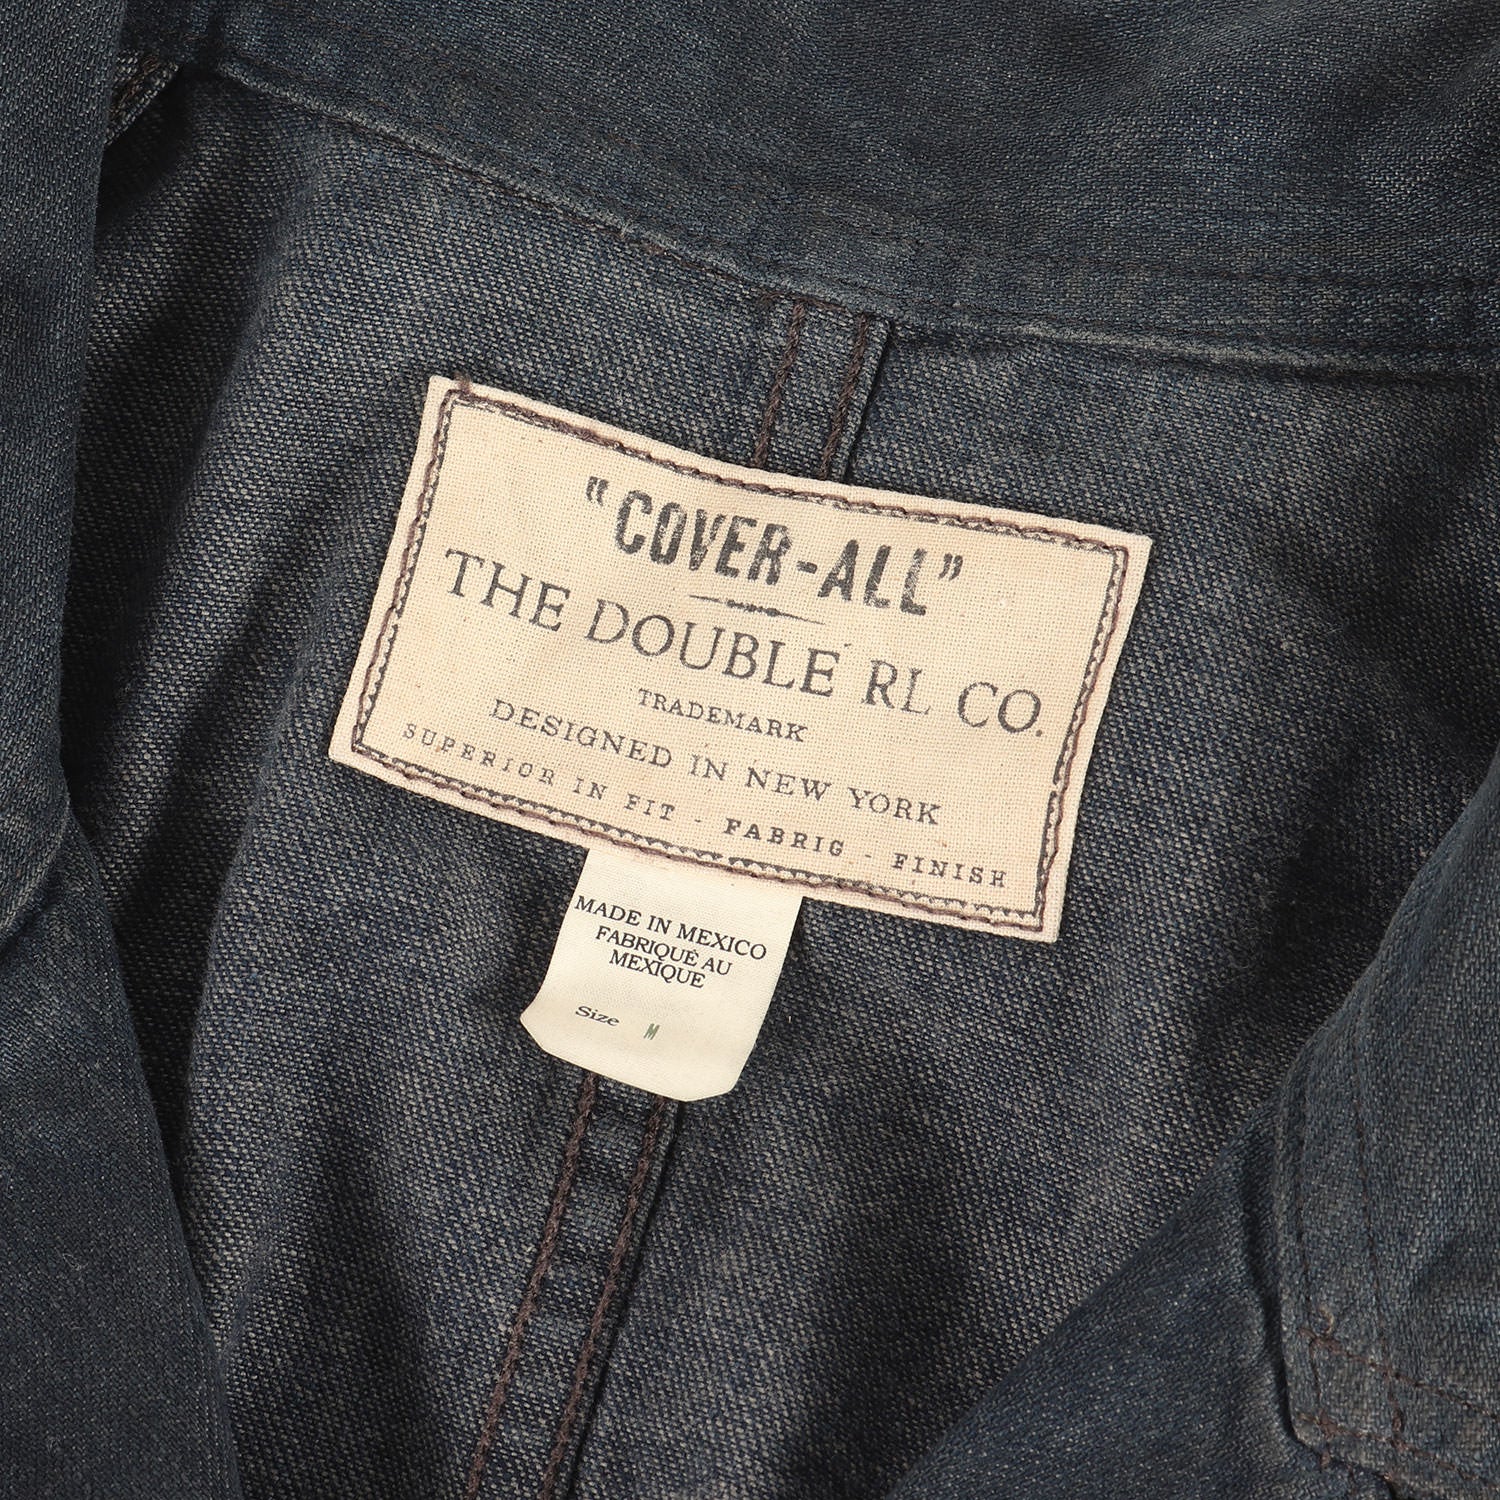 "COVER-ALL"
THE DOUBLE RL CO.
TRADEMARK
DESIGNED IN NEW YORK
SUPERIOR IN FIT - FABRIG - FINISH
MADE IN MEXICO
FABRIQUÉ AU
MEXIQUE
Size M